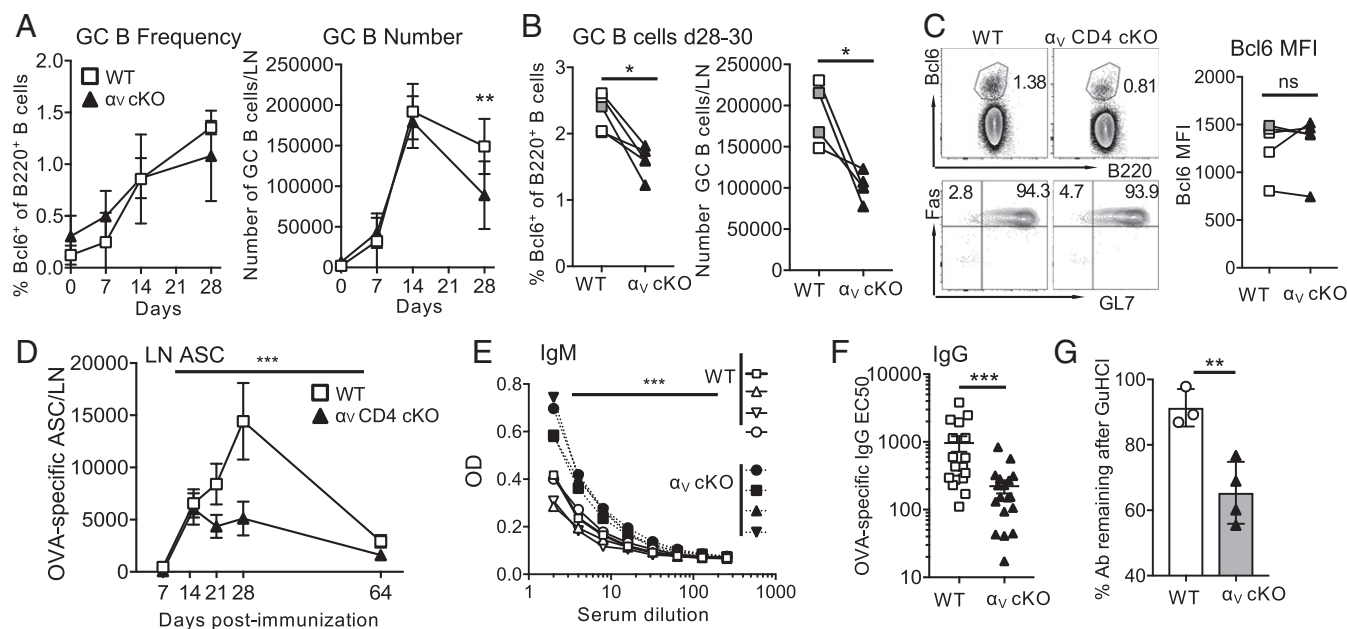 A
GC B Frequency
% Bcl6⁺ of B220⁺ B cells
2.0
1.5
1.0
0.5
0.0
WT
αᵥ cKO
0 7 14 21 28
Days
GC B Number
Number of GC B cells/LN
250000
200000
150000
100000
50000
0
**
0 7 14 21 28
Days
B
GC B cells d28-30
% Bcl6⁺ of B220⁺ B cells
3
2
1
0
*
WT αᵥ cKO
Number GC B cells/LN
250000
200000
150000
100000
50000
0
*
WT αᵥ cKO
C
WT αᵥ CD4 cKO
Bcl6
1.38 0.81
B220
Fas
2.8 94.3 4.7 93.9
GL7
Bcl6 MFI
Bcl6 MFI
2000
1500
1000
500
0
ns
WT αᵥ cKO
D
LN ASC
OVA-specific ASC/LN
20000
15000
10000
5000
0
***
WT
αᵥ CD4 cKO
7 14 21 28 64
Days post-immunization
E
IgM
OD
0.8
0.6
0.4
0.2
0.0
***
WT
αᵥ cKO
1 10 100 1000
Serum dilution
F
IgG
OVA-specific IgG EC50
10000
1000
100
10
***
WT αᵥ cKO
G
% Ab remaining after GuHCl
100
80
60
40
**
WT
αᵥ cKO